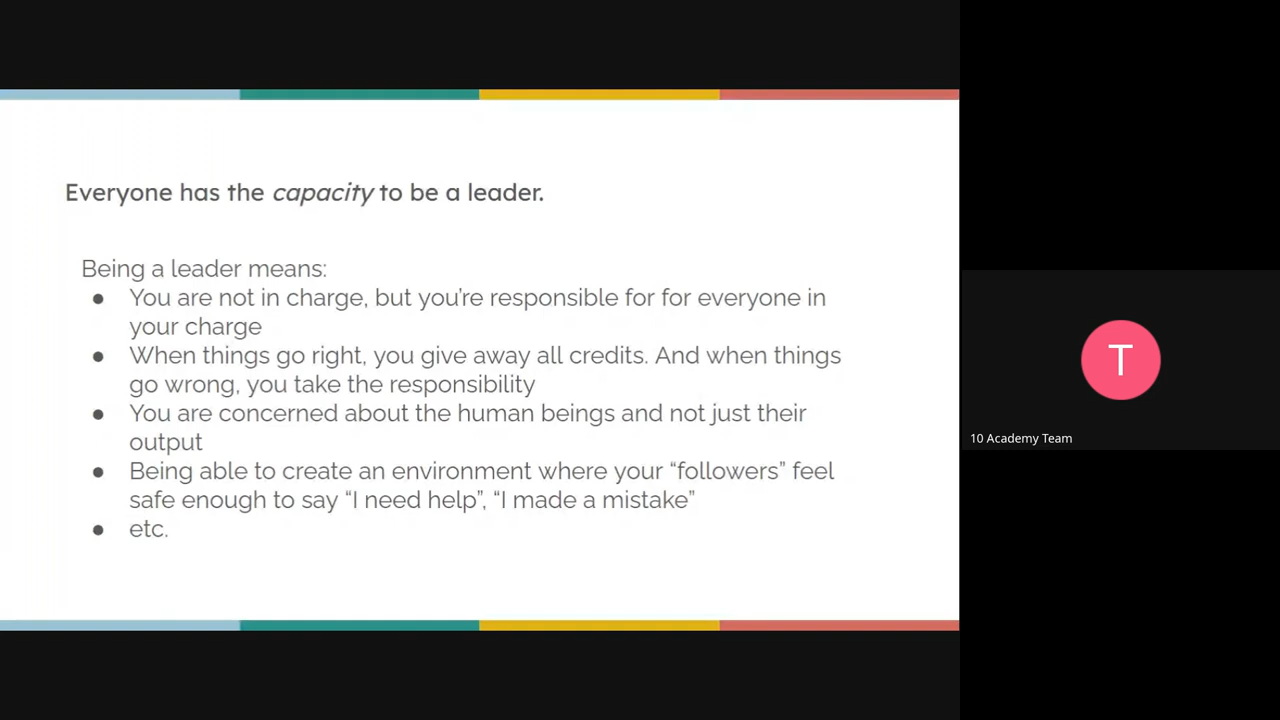 Everyone has the capacity to be a leader.
Being a leader means:
● You are not in charge, but you’re responsible for for everyone in
your charge
● When things go right, you give away all credits. And when things
go wrong, you take the responsibility
● You are concerned about the human beings and not just their
output
● Being able to create an environment where your “followers” feel
safe enough to say “I need help”, “I made a mistake”
● etc.
T
10 Academy Team